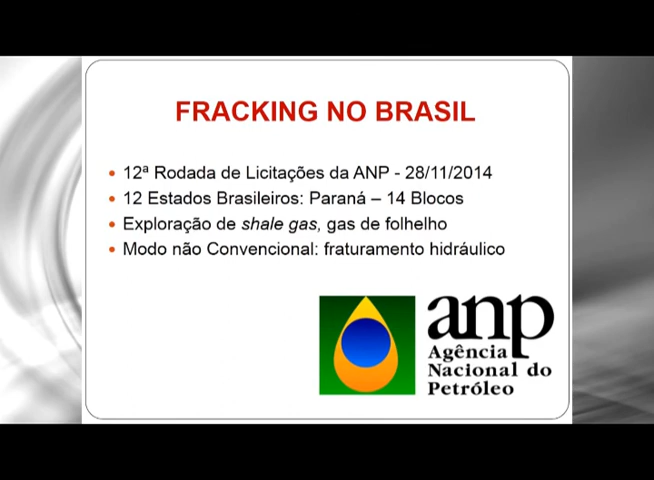 FRACKING NO BRASIL
• 12ª Rodada de Licitações da ANP - 28/11/2014
• 12 Estados Brasileiros: Paraná – 14 Blocos
• Exploração de shale gas, gas de folhelho
• Modo não Convencional: fraturamento hidráulico
anp
Agência
Nacional do
Petróleo